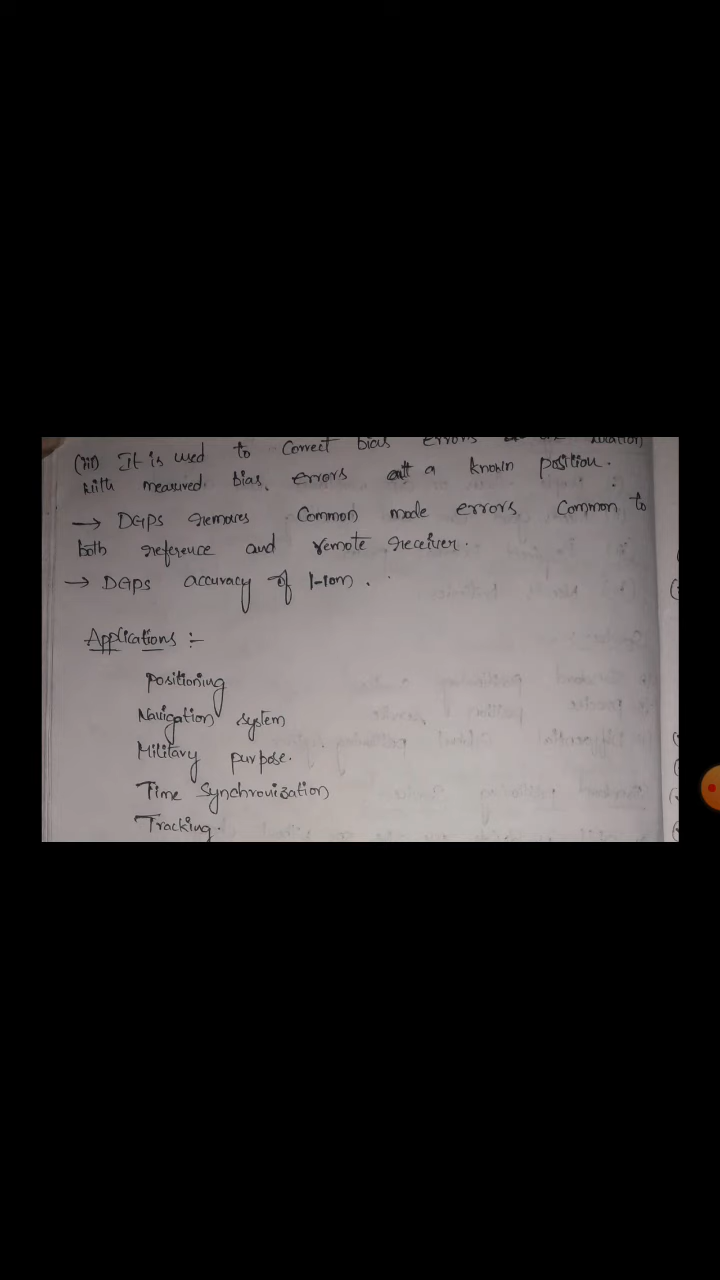 (iii) It is used to Correct bias errors
with measured bias. errors at a known position.
→ DGPS removes Common mode errors Common to
both reference and remote receiver.
→ DGPS accuracy of 1-10m.
Applications :-
Positioning
Navigation system
Military purpose.
Time Synchronization
Tracking.